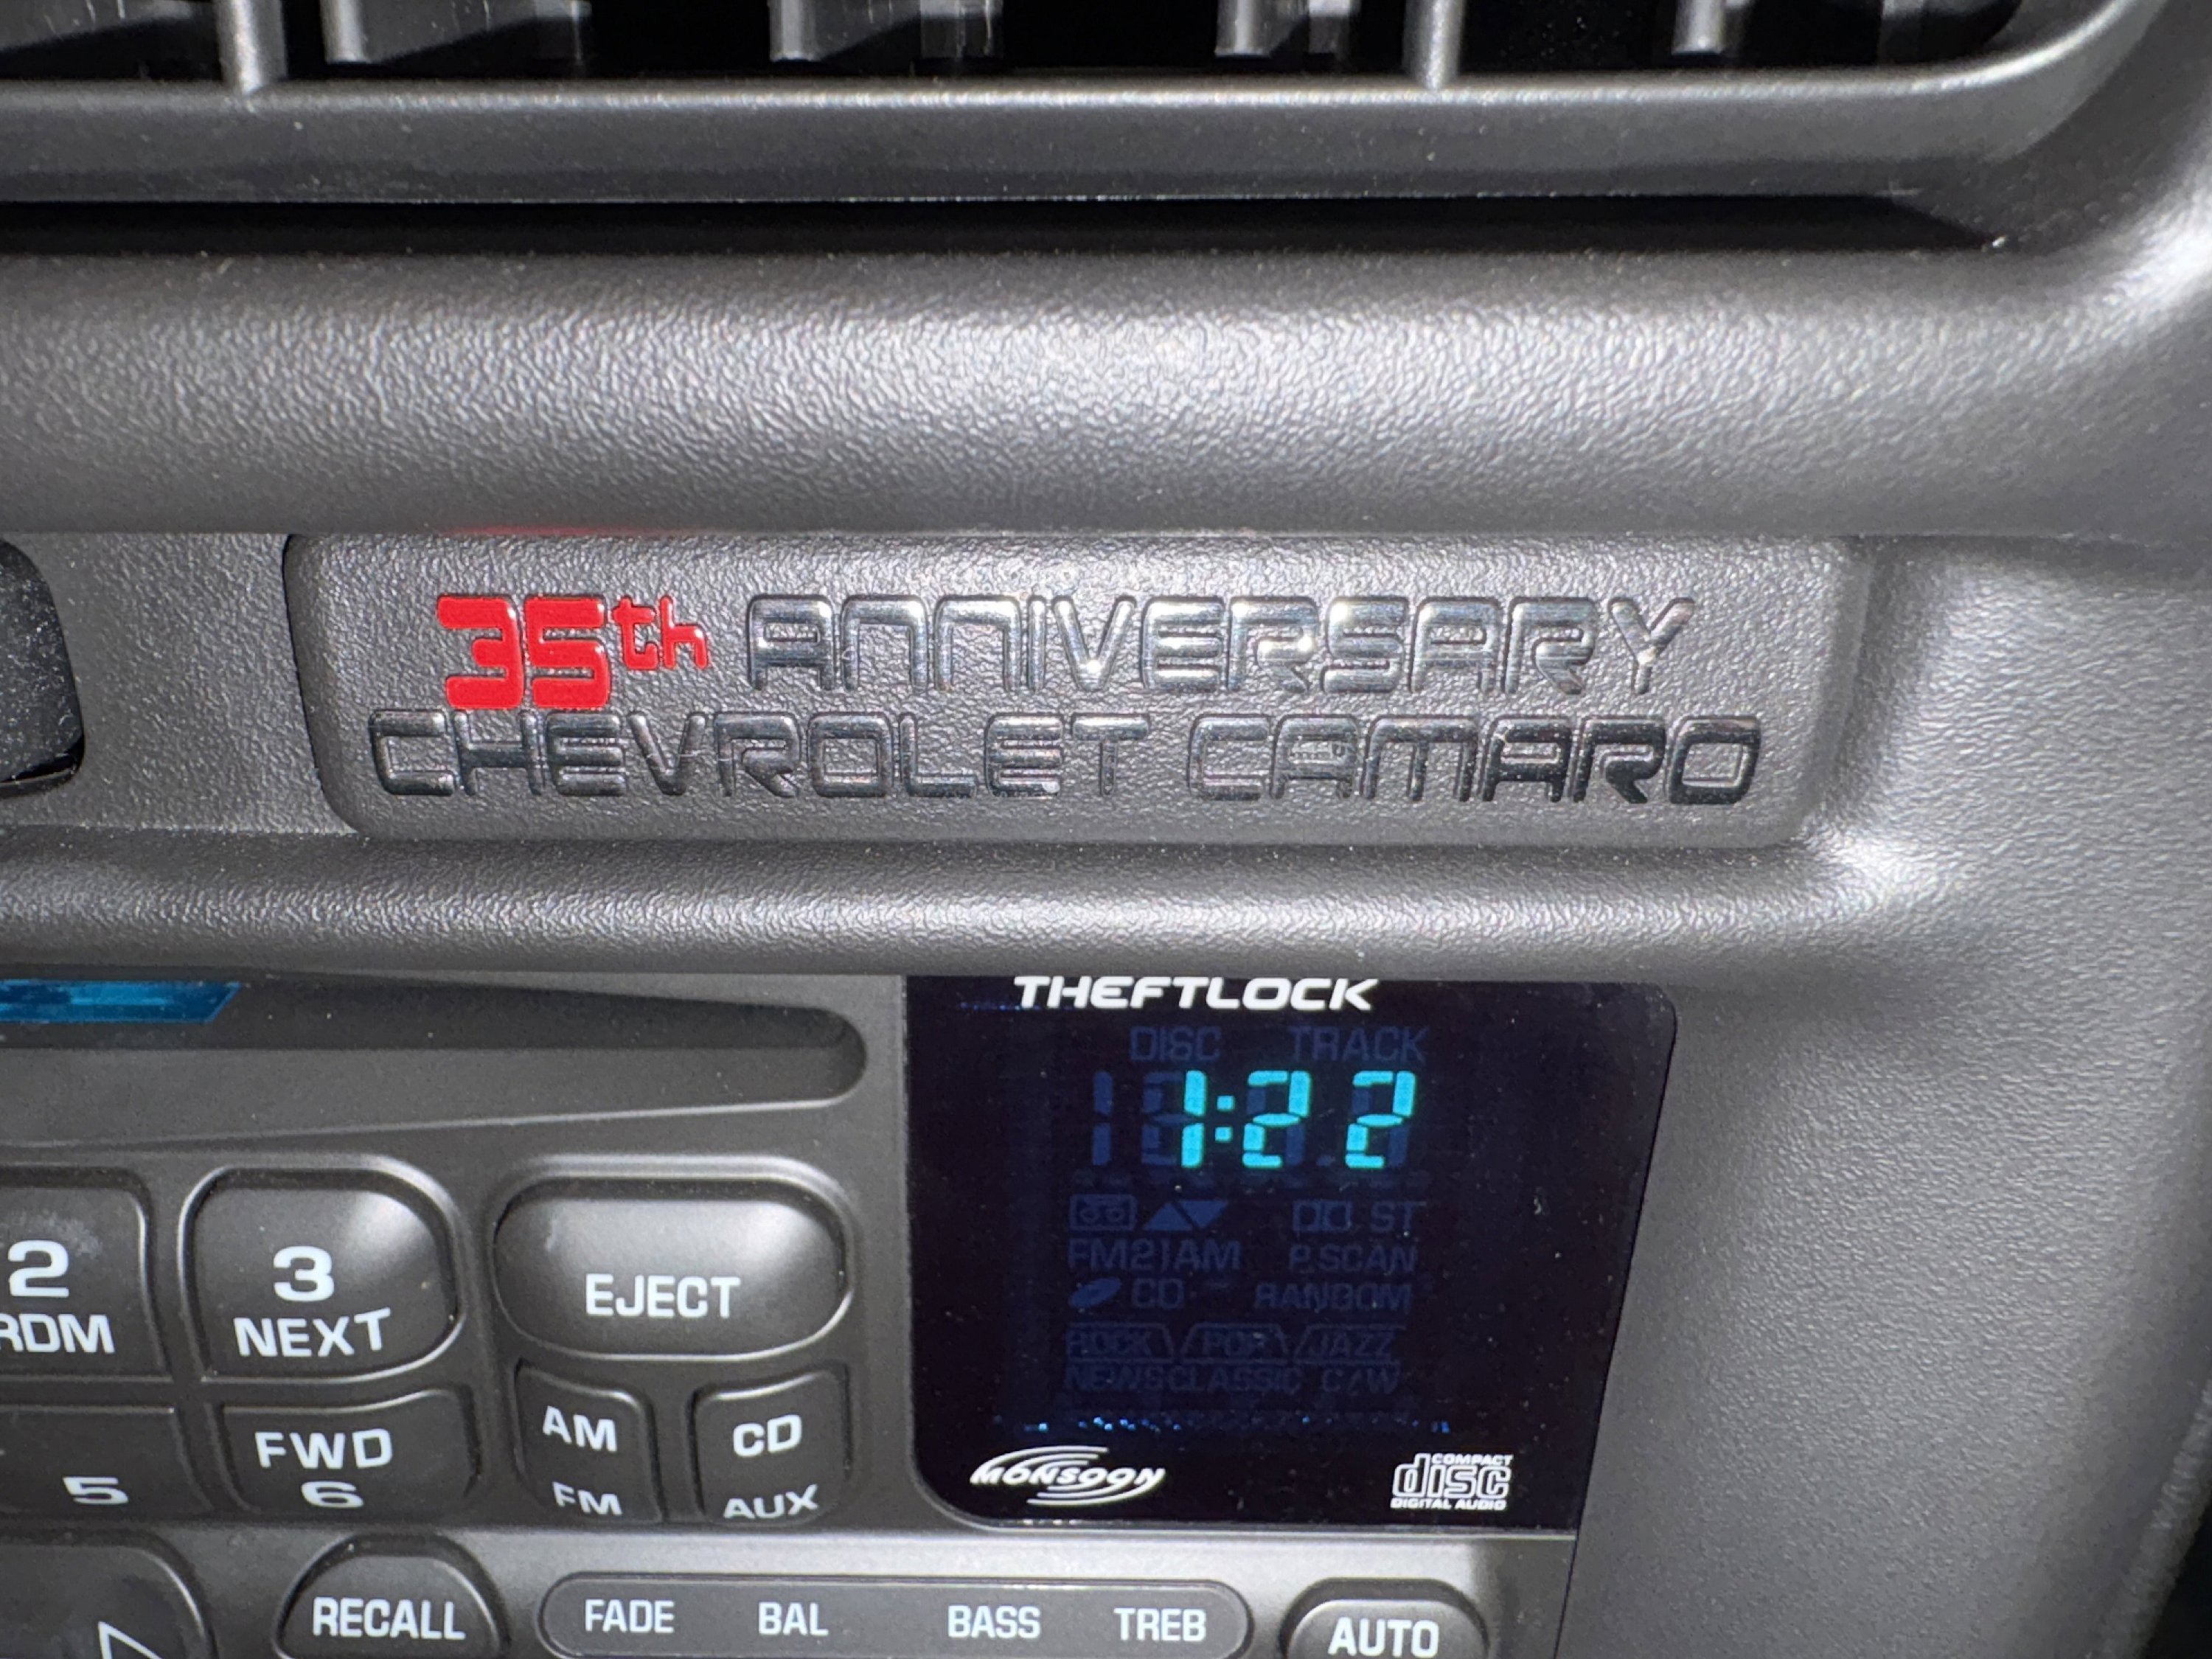 35th ANNIVERSARY
CHEVROLET CAMARO
THEFTLOCK
DISC TRACK
1:22
ST
FM21AM P.SCAN
CD RANDOM
ROCK POP JAZZ
NEWS CLASSIC C/W
MONSOON
COMPACT
disc
DIGITAL AUDIO
2
RDM
3
NEXT
EJECT
5
FWD
6
AM
FM
CD
AUX
RECALL
FADE BAL BASS TREB
AUTO